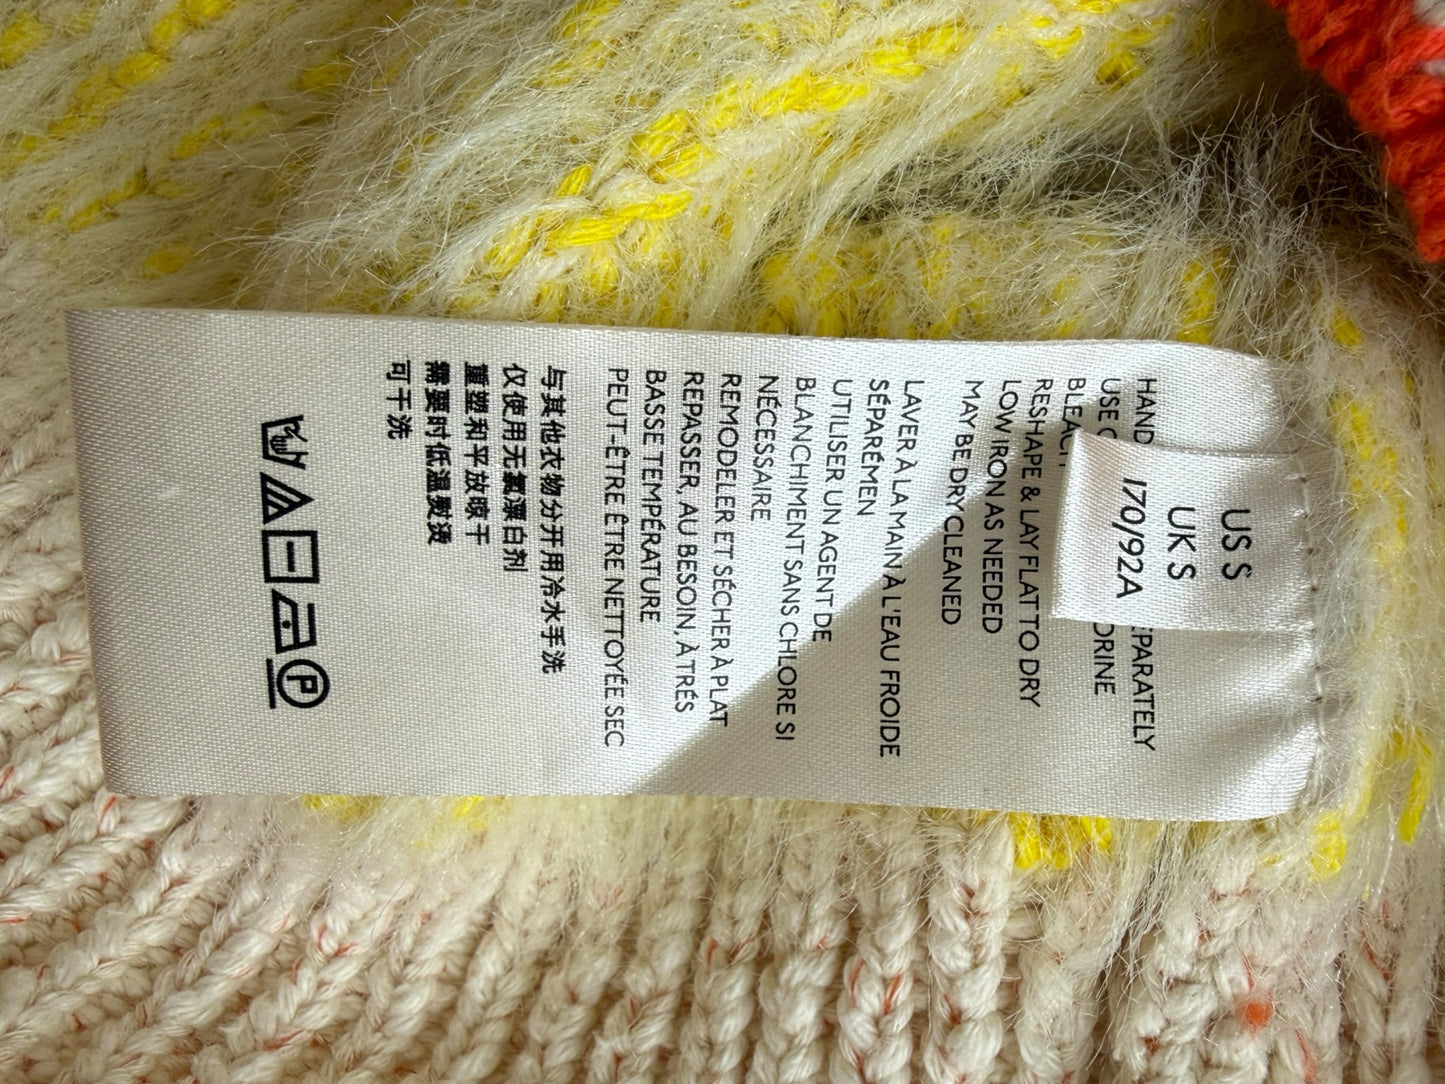 US S
UK S
170/92A
HAND EPARATELY
USE ORINE
BLEACH
RESHAPE & LAY FLAT TO DRY
LOW IRON AS NEEDED
MAY BE DRY CLEANED
LAVER À LA MAIN À L'EAU FROIDE
SÉPARÉMEN
UTILISER UN AGENT DE
BLANCHIMENT SANS CHLORE SI
NÉCESSAIRE
REMODELER ET SÉCHER À PLAT
REPASSER, AU BESOIN, À TRÉS
BASSE TEMPÉRATURE
PEUT-ÊTRE ÊTRE NETTOYÉE SEC
与其他衣物分开用冷水手洗
仅使用无氯漂白剂
重塑和平放晾干
需要时低温熨烫
可干洗
P